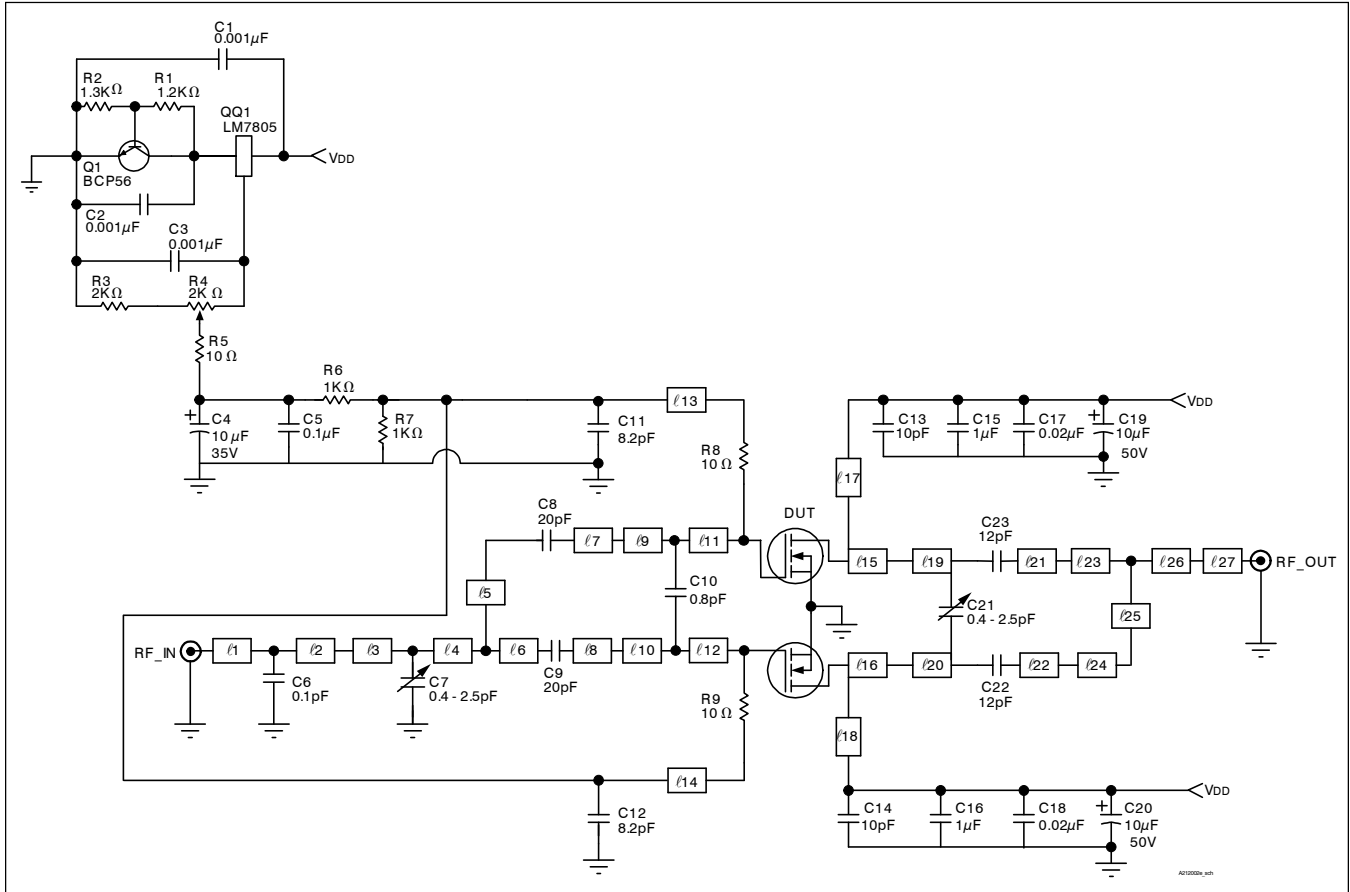 C1
0.001µF
R2
1.3KΩ
R1
1.2KΩ
QQ1
LM7805
VDD
Q1
BCP56
C2
0.001µF
C3
0.001µF
R3
2KΩ
R4
2KΩ
R5
10 Ω
R6
1KΩ
C4
10 µF
35V
C5
0.1µF
R7
1KΩ
C11
8.2pF
ℓ13
R8
10 Ω
C13
10pF
C15
1µF
C17
0.02µF
C19
10µF
50V
VDD
ℓ17
C8
20pF
ℓ7
ℓ9
ℓ11
DUT
C23
12pF
ℓ15
ℓ19
ℓ21
ℓ23
ℓ26
ℓ27
RF_OUT
ℓ5
C10
0.8pF
C21
0.4 - 2.5pF
ℓ25
RF_IN
ℓ1
ℓ2
ℓ3
ℓ4
ℓ6
ℓ8
ℓ10
ℓ12
C9
20pF
C6
0.1pF
C7
0.4 - 2.5pF
R9
10 Ω
ℓ16
ℓ20
C22
12pF
ℓ22
ℓ24
ℓ18
ℓ14
C12
8.2pF
VDD
C14
10pF
C16
1µF
C18
0.02µF
C20
10µF
50V